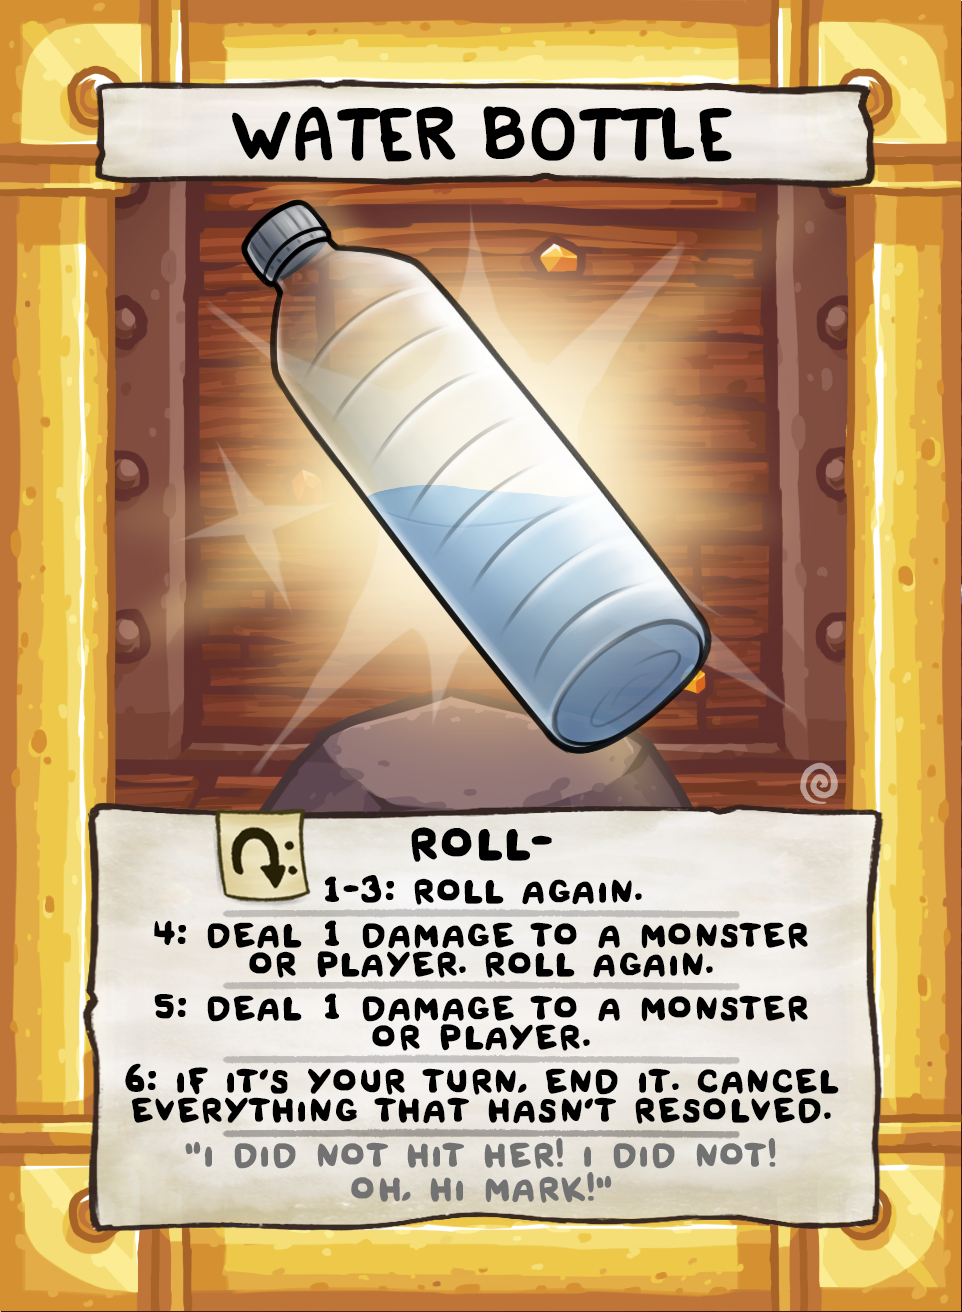 WATER BOTTLE
ROLL-
1-3: ROLL AGAIN.
4: DEAL 1 DAMAGE TO A MONSTER
OR PLAYER. ROLL AGAIN.
5: DEAL 1 DAMAGE TO A MONSTER
OR PLAYER.
6: IF IT'S YOUR TURN, END IT. CANCEL
EVERYTHING THAT HASN'T RESOLVED.
"I DID NOT HIT HER! I DID NOT!
OH, HI MARK!"